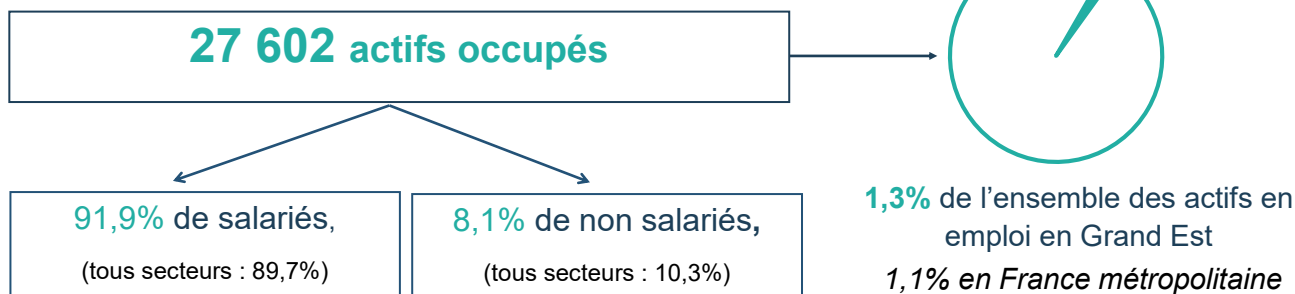 27 602 actifs occupés
91,9% de salariés,
(tous secteurs : 89,7%)
8,1% de non salariés,
(tous secteurs : 10,3%)
1,3% de l’ensemble des actifs en
emploi en Grand Est
1,1% en France métropolitaine